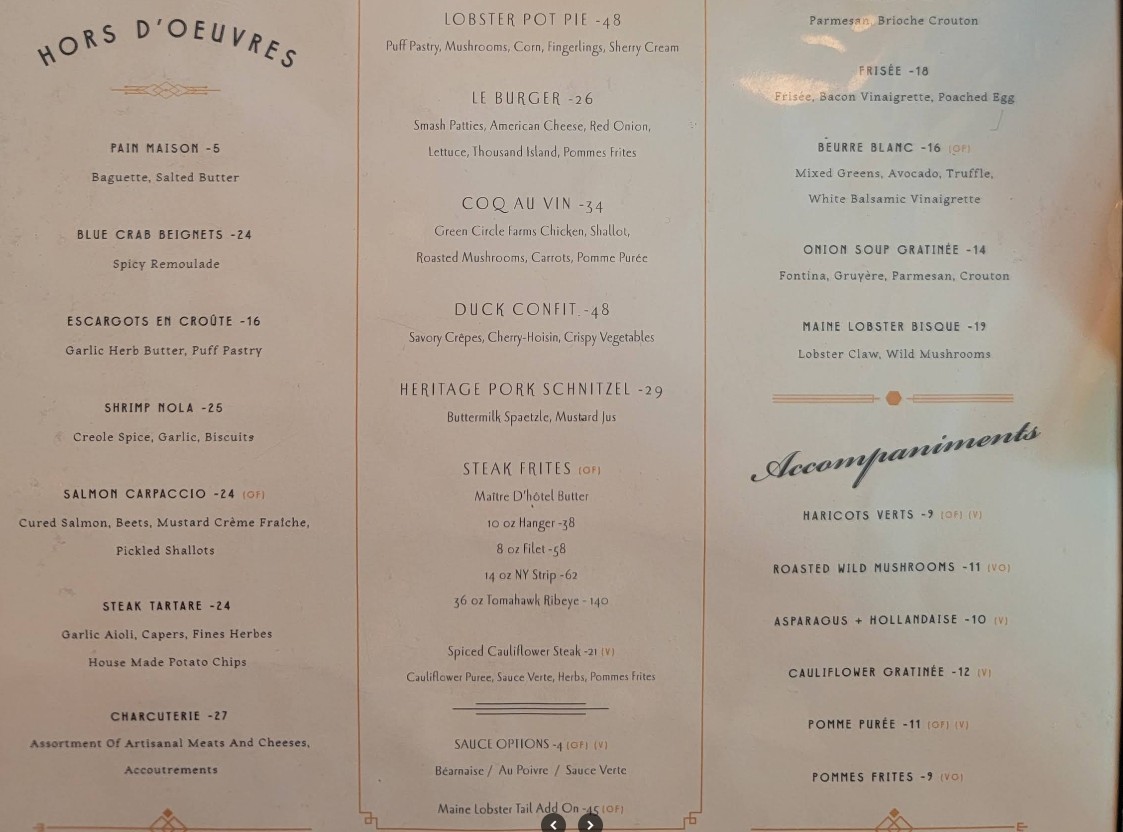 HORS D'OEUVRES
PAIN MAISON -5
Baguette, Salted Butter
BLUE CRAB BEIGNETS -24
Spicy Remoulade
ESCARGOTS EN CROÛTE -16
Garlic Herb Butter, Puff Pastry
SHRIMP NOLA -25
Creole Spice, Garlic, Biscuits
SALMON CARPACCIO -24 (GF)
Cured Salmon, Beets, Mustard Crème Fraîche,
Pickled Shallots
STEAK TARTARE -24
Garlic Aioli, Capers, Fines Herbes
House Made Potato Chips
CHARCUTERIE -27
Assortment Of Artisanal Meats And Cheeses,
Accoutrements
LOBSTER POT PIE -48
Puff Pastry, Mushrooms, Corn, Fingerlings, Sherry Cream
LE BURGER -26
Smash Patties, American Cheese, Red Onion,
Lettuce, Thousand Island, Pommes Frites
COQ AU VIN -34
Green Circle Farms Chicken, Shallot,
Roasted Mushrooms, Carrots, Pomme Purée
DUCK CONFIT -48
Savory Crêpes, Cherry-Hoisin, Crispy Vegetables
HERITAGE PORK SCHNITZEL -29
Buttermilk Spaetzle, Mustard Jus
STEAK FRITES (GF)
Maître D'hôtel Butter
10 oz Hanger -38
8 oz Filet -58
14 oz NY Strip -62
36 oz Tomahawk Ribeye - 140
Spiced Cauliflower Steak -21 (V)
Cauliflower Puree, Sauce Verte, Herbs, Pommes Frites
SAUCE OPTIONS -4 (GF) (V)
Béarnaise / Au Poivre / Sauce Verte
Maine Lobster Tail Add On -45 (GF)
Parmesan, Brioche Crouton
FRISÉE -18
Frisée, Bacon Vinaigrette, Poached Egg
BEURRE BLANC -16 (GF)
Mixed Greens, Avocado, Truffle,
White Balsamic Vinaigrette
ONION SOUP GRATINÉE -14
Fontina, Gruyère, Parmesan, Crouton
MAINE LOBSTER BISQUE -19
Lobster Claw, Wild Mushrooms
Accompaniments
HARICOTS VERTS -9 (GF) (V)
ROASTED WILD MUSHROOMS -11 (VO)
ASPARAGUS + HOLLANDAISE -10 (V)
CAULIFLOWER GRATINÉE -12 (V)
POMME PURÉE -11 (GF) (V)
POMMES FRITES -9 (VO)